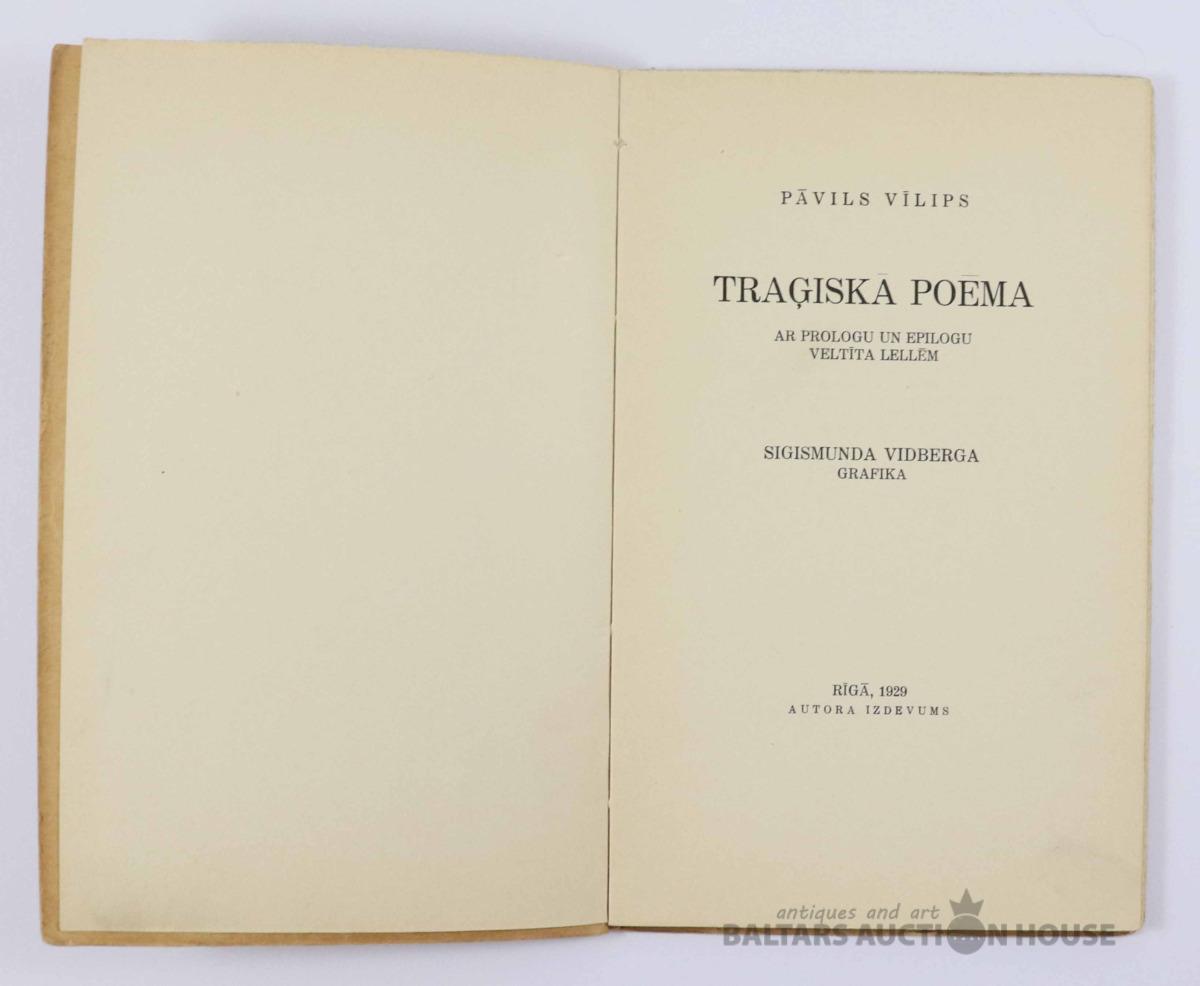 PĀVILS VĪLIPS
TRAĢISKĀ POĒMA
AR PROLOGU UN EPILOGU
VELTĪTA LELLĒM
SIGISMUNDA VIDBERGA
GRAFIKA
RĪGĀ, 1929
AUTORA IZDEVUMS
antiques and art
BALTARS AUCTION HOUSE